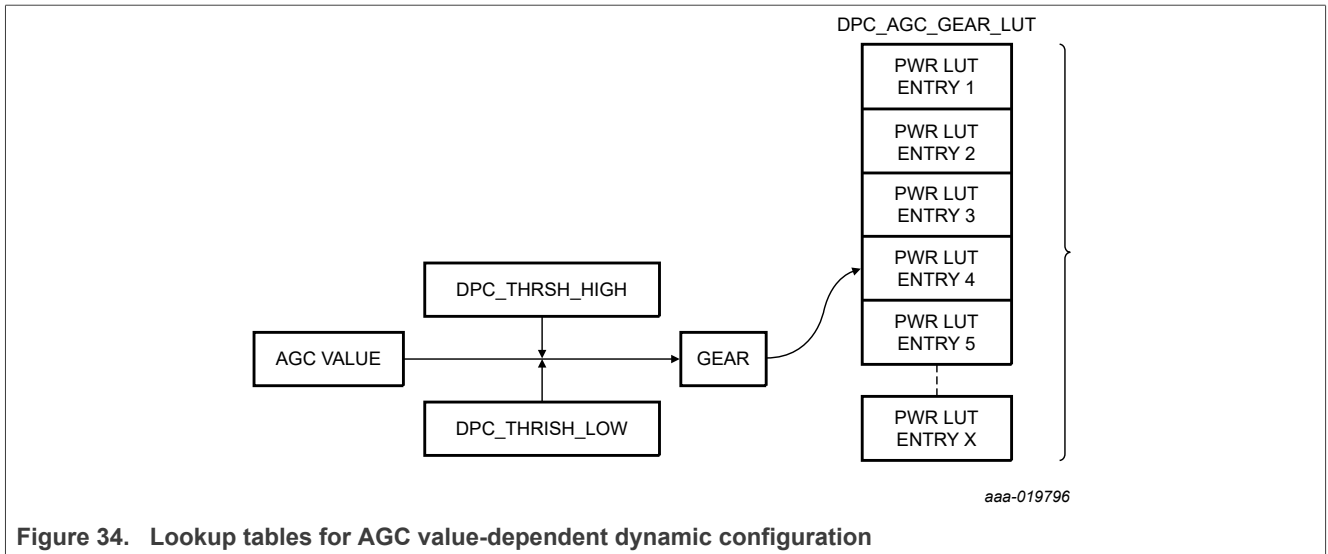 DPC_AGC_GEAR_LUT
PWR LUT
ENTRY 1
PWR LUT
ENTRY 2
PWR LUT
ENTRY 3
PWR LUT
ENTRY 4
PWR LUT
ENTRY 5
PWR LUT
ENTRY X
DPC_THRSH_HIGH
AGC VALUE
GEAR
DPC_THRISH_LOW
aaa-019796
Figure 34. Lookup tables for AGC value-dependent dynamic configuration